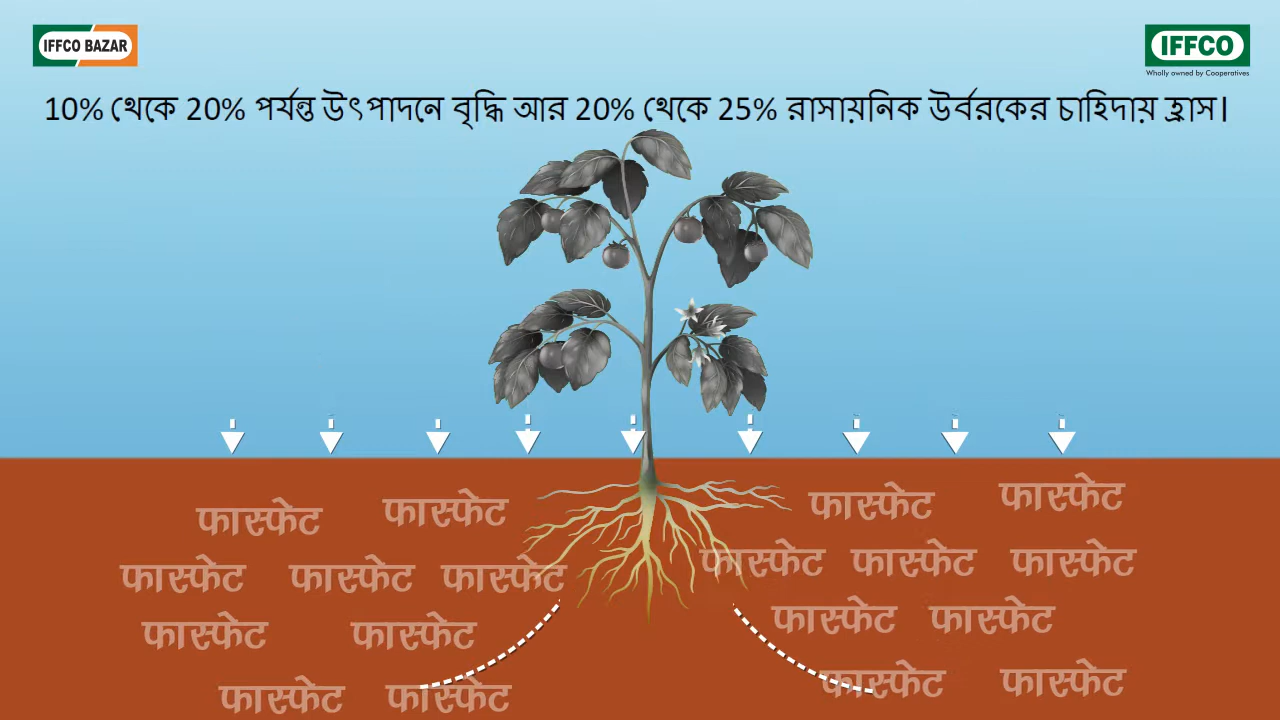 IFFCO BAZAR
IFFCO
Wholly owned by Cooperatives
10% থেকে 20% পর্যন্ত উৎপাদনে বৃদ্ধি আর 20% থেকে 25% রাসায়নিক উর্বরকের চাহিদায় হ্রাস।
फास्फेट फास्फेट फास्फेट फास्फेट
फास्फेट फास्फेट फास्फेट फास्फेट फास्फेट फास्फेट
फास्फेट फास्फेट फास्फेट फास्फेट
फास्फेट फास्फेट फास्फेट फास्फेट